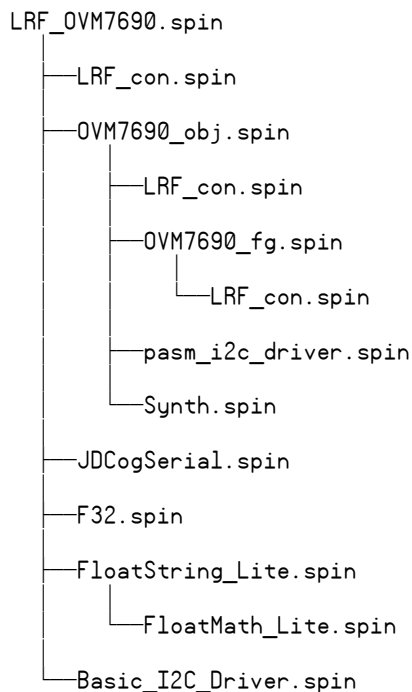 LRF_OVM7690.spin
LRF_con.spin
OVM7690_obj.spin
LRF_con.spin
OVM7690_fg.spin
LRF_con.spin
pasm_i2c_driver.spin
Synth.spin
JDCogSerial.spin
F32.spin
FloatString_Lite.spin
FloatMath_Lite.spin
Basic_I2C_Driver.spin